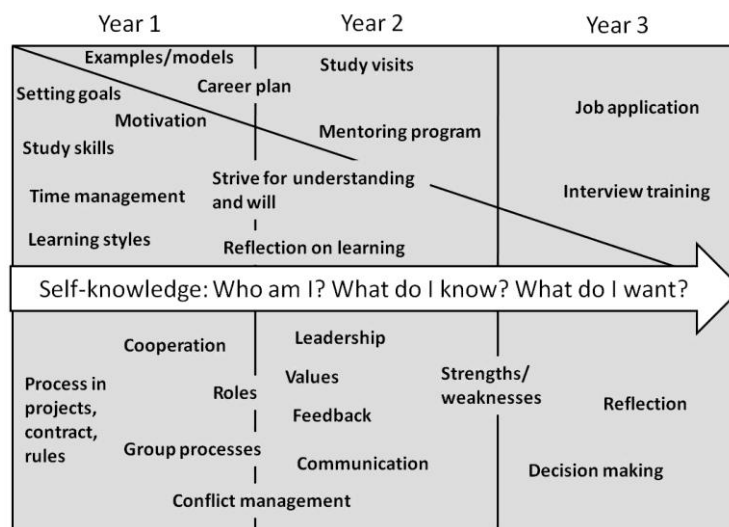 Year 1
Year 2
Year 3
Examples/models
Study visits
Career plan
Setting goals
Job application
Motivation
Mentoring program
Study skills
Strive for understanding
and will
Time management
Interview training
Learning styles
Reflection on learning
Self-knowledge: Who am I? What do I know? What do I want?
Cooperation
Leadership
Process in
projects,
contract,
rules
Roles
Values
Strengths/
weaknesses
Feedback
Reflection
Group processes
Communication
Decision making
Conflict management